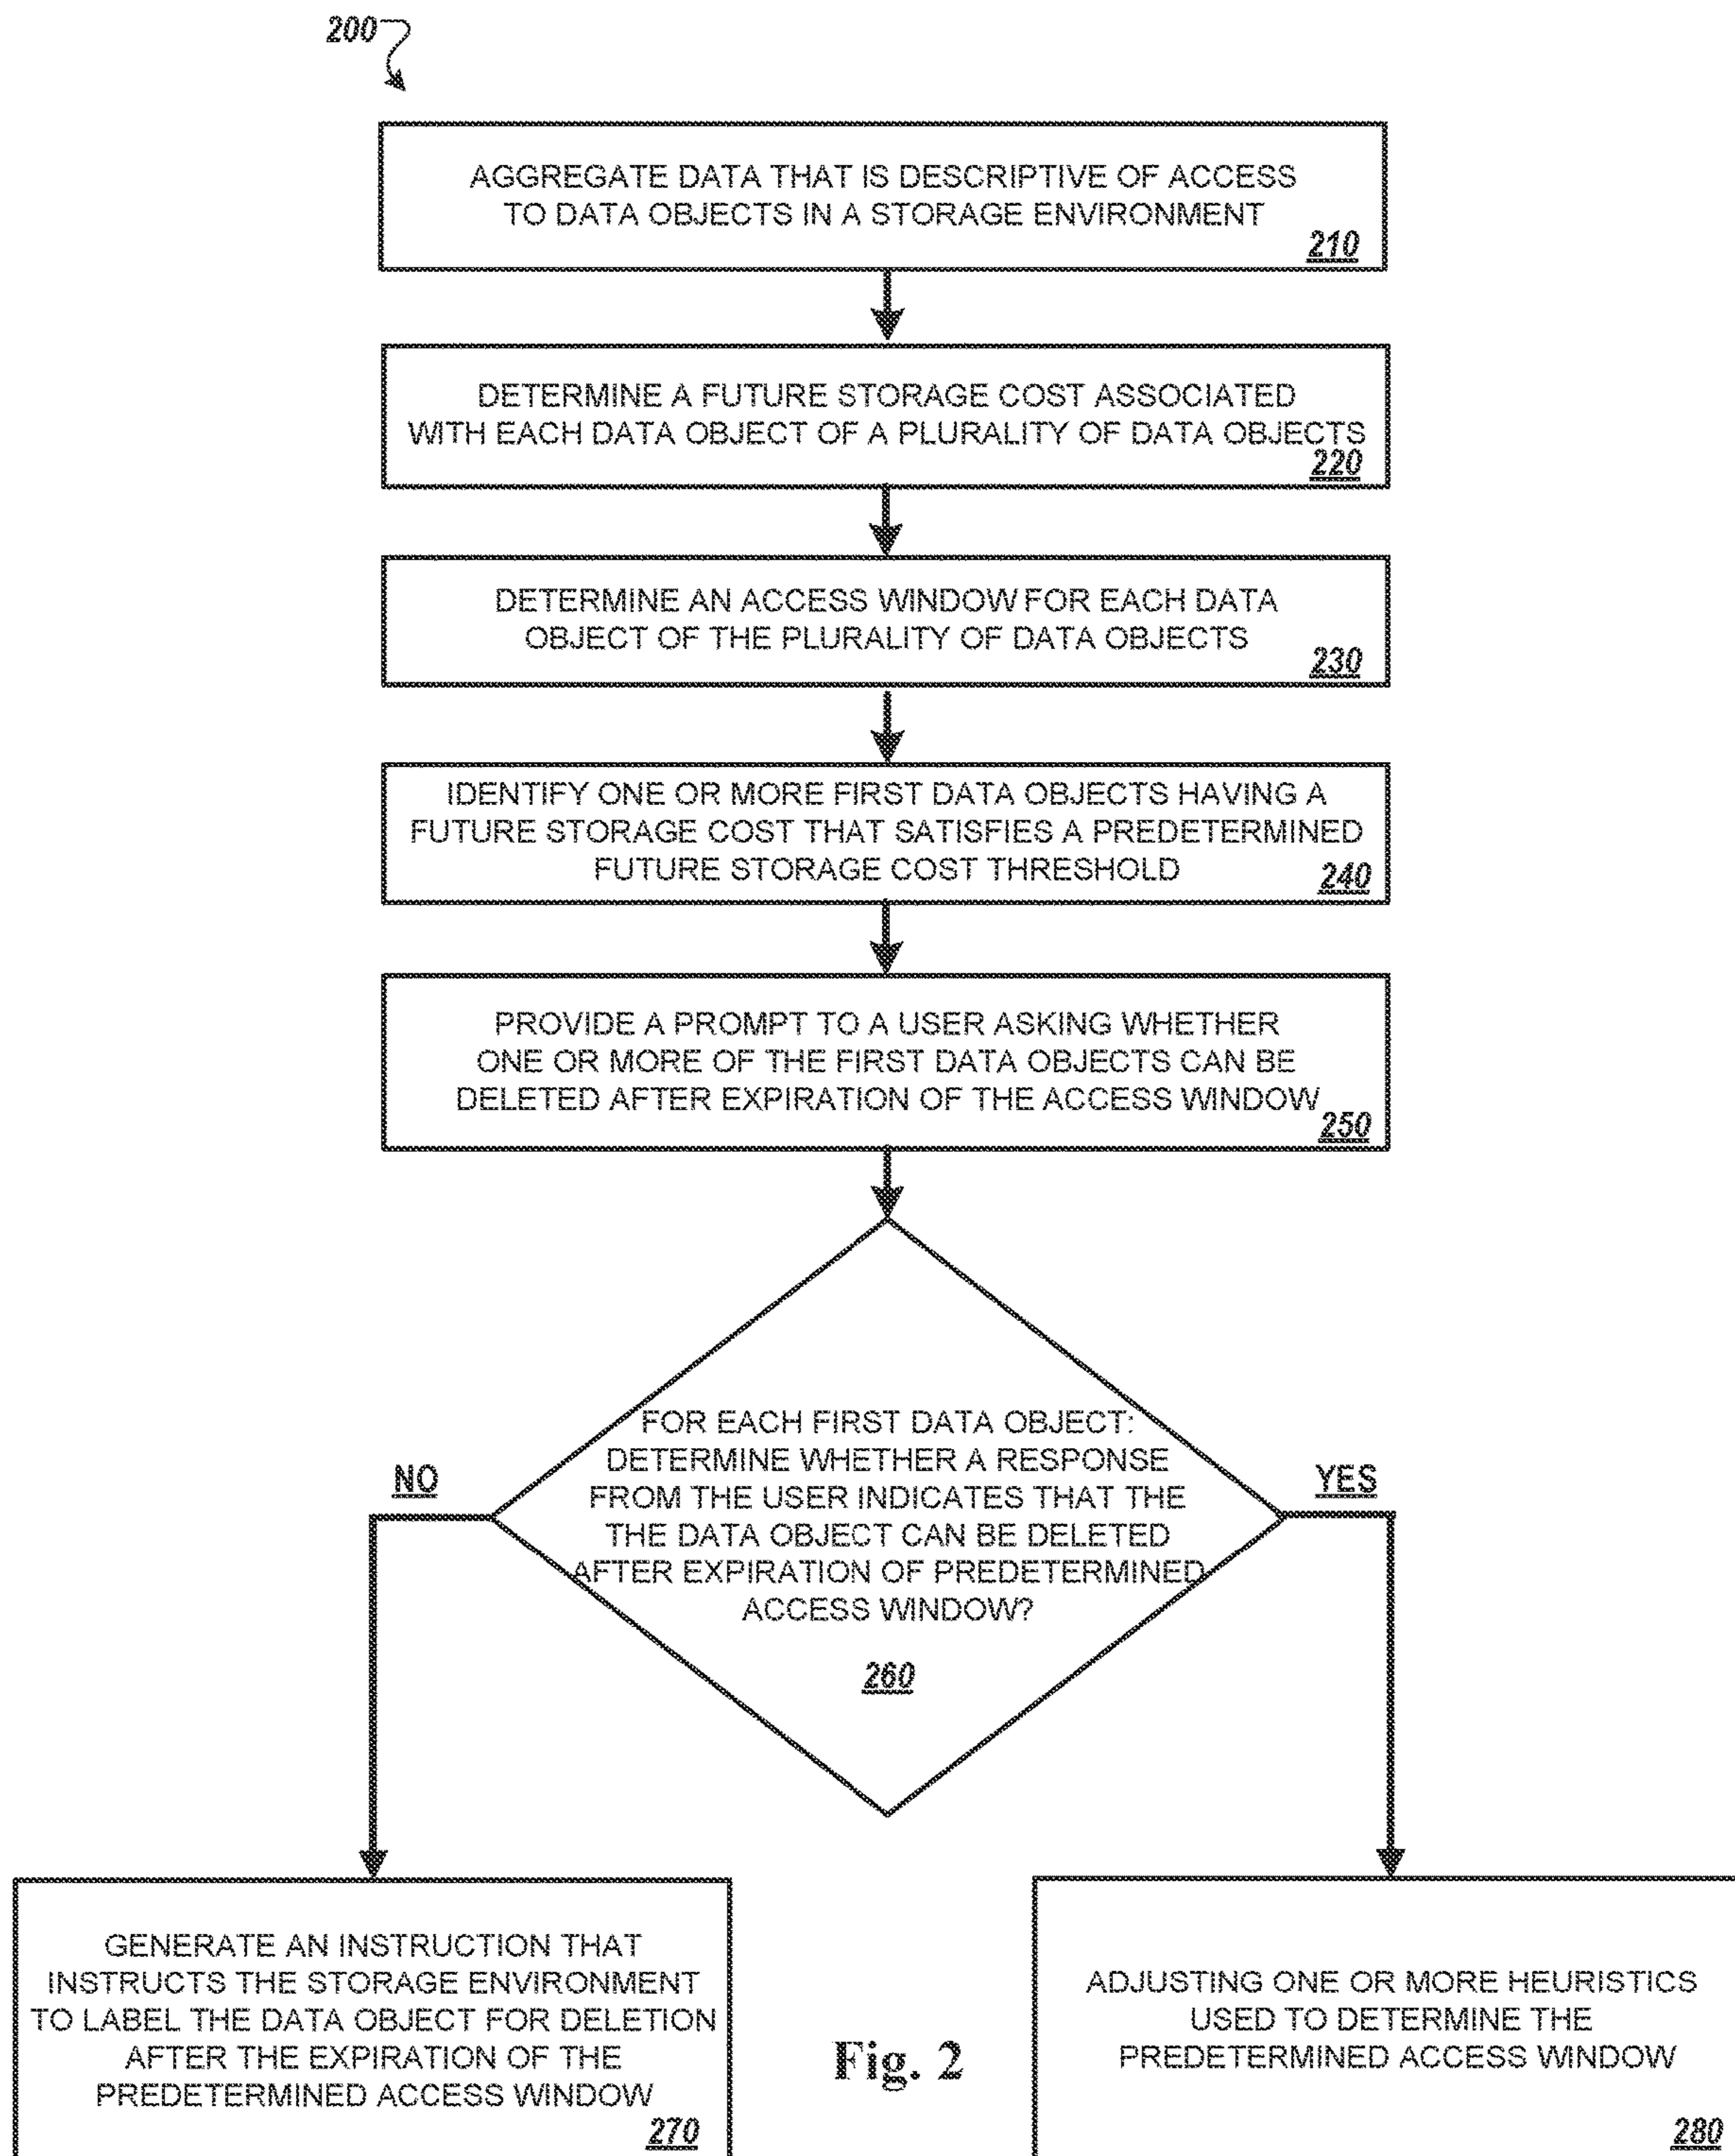 200
AGGREGATE DATA THAT IS DESCRIPTIVE OF ACCESS
TO DATA OBJECTS IN A STORAGE ENVIRONMENT
210
DETERMINE A FUTURE STORAGE COST ASSOCIATED
WITH EACH DATA OBJECT OF A PLURALITY OF DATA OBJECTS
220
DETERMINE AN ACCESS WINDOW FOR EACH DATA
OBJECT OF THE PLURALITY OF DATA OBJECTS
230
IDENTIFY ONE OR MORE FIRST DATA OBJECTS HAVING A
FUTURE STORAGE COST THAT SATISFIES A PREDETERMINED
FUTURE STORAGE COST THRESHOLD
240
PROVIDE A PROMPT TO A USER ASKING WHETHER
ONE OR MORE OF THE FIRST DATA OBJECTS CAN BE
DELETED AFTER EXPIRATION OF THE ACCESS WINDOW
250
FOR EACH FIRST DATA OBJECT:
DETERMINE WHETHER A RESPONSE
FROM THE USER INDICATES THAT THE
THE DATA OBJECT CAN BE DELETED
AFTER EXPIRATION OF PREDETERMINED
ACCESS WINDOW?
260
NO
YES
GENERATE AN INSTRUCTION THAT
INSTRUCTS THE STORAGE ENVIRONMENT
TO LABEL THE DATA OBJECT FOR DELETION
AFTER THE EXPIRATION OF THE
PREDETERMINED ACCESS WINDOW
270
ADJUSTING ONE OR MORE HEURISTICS
USED TO DETERMINE THE
PREDETERMINED ACCESS WINDOW
280
Fig. 2